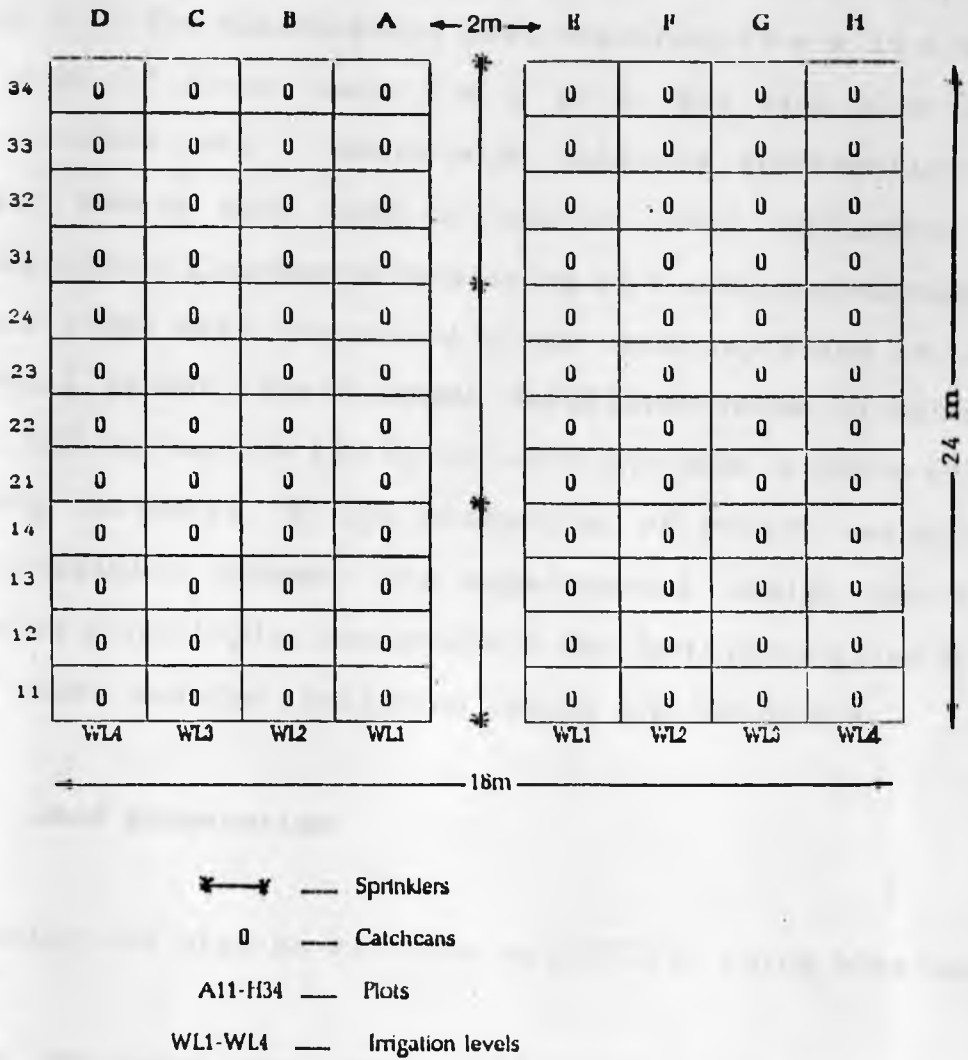 D C B A 2m E F G H
34 0 0 0 0 0 0 0 0
33 0 0 0 0 0 0 0 0
32 0 0 0 0 0 0 0 0
31 0 0 0 0 0 0 0 0
24 0 0 0 0 0 0 0 0
23 0 0 0 0 0 0 0 0
22 0 0 0 0 0 0 0 0
21 0 0 0 0 0 0 0 0
14 0 0 0 0 0 0 0 0
13 0 0 0 0 0 0 0 0
12 0 0 0 0 0 0 0 0
11 0 0 0 0 0 0 0 0
24 m
WL4 WL3 WL2 WL1 WL1 WL2 WL3 WL4
18m
Sprinklers
0 — Catchcans
A11-H34 — Plots
WL1-WL4 — Irrigation levels